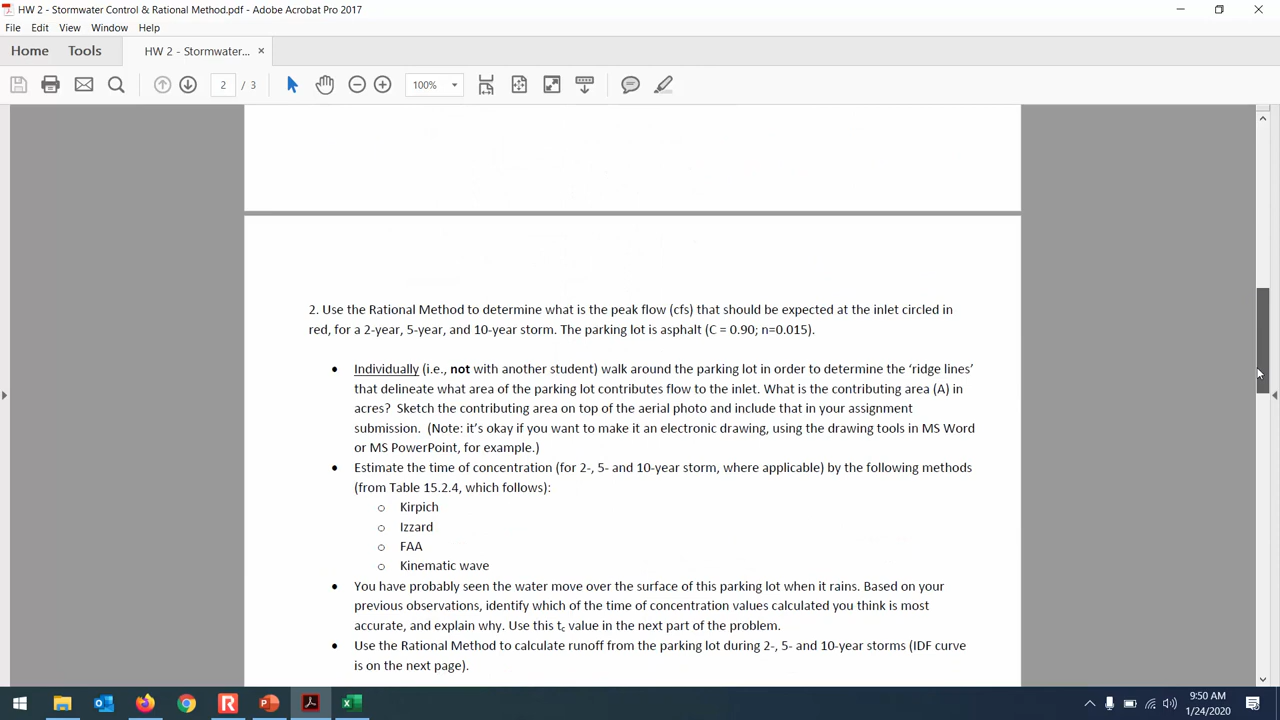 HW 2 - Stormwater Control & Rational Method.pdf - Adobe Acrobat Pro 2017
File Edit View Window Help
Home Tools HW 2 - Stormwater... ×
2 / 3 100%
2. Use the Rational Method to determine what is the peak flow (cfs) that should be expected at the inlet circled in
red, for a 2-year, 5-year, and 10-year storm. The parking lot is asphalt (C = 0.90; n=0.015).
• Individually (i.e., not with another student) walk around the parking lot in order to determine the ‘ridge lines’
that delineate what area of the parking lot contributes flow to the inlet. What is the contributing area (A) in
acres? Sketch the contributing area on top of the aerial photo and include that in your assignment
submission. (Note: it’s okay if you want to make it an electronic drawing, using the drawing tools in MS Word
or MS PowerPoint, for example.)
• Estimate the time of concentration (for 2-, 5- and 10-year storm, where applicable) by the following methods
(from Table 15.2.4, which follows):
o Kirpich
o Izzard
o FAA
o Kinematic wave
• You have probably seen the water move over the surface of this parking lot when it rains. Based on your
previous observations, identify which of the time of concentration values calculated you think is most
accurate, and explain why. Use this tc value in the next part of the problem.
• Use the Rational Method to calculate runoff from the parking lot during 2-, 5- and 10-year storms (IDF curve
is on the next page).
9:50 AM
1/24/2020